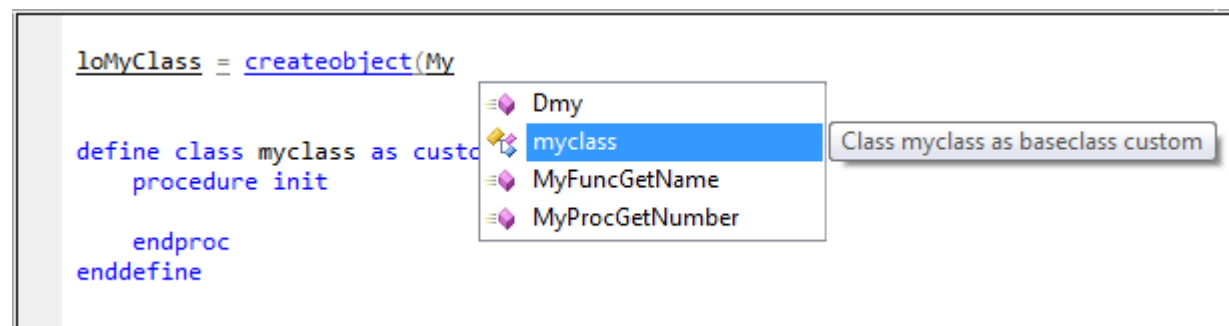 loMyClass = createobject(My
Dmy
myclass
Class myclass as baseclass custom
MyFuncGetName
MyProcGetNumber
define class myclass as custo
procedure init
endproc
enddefine